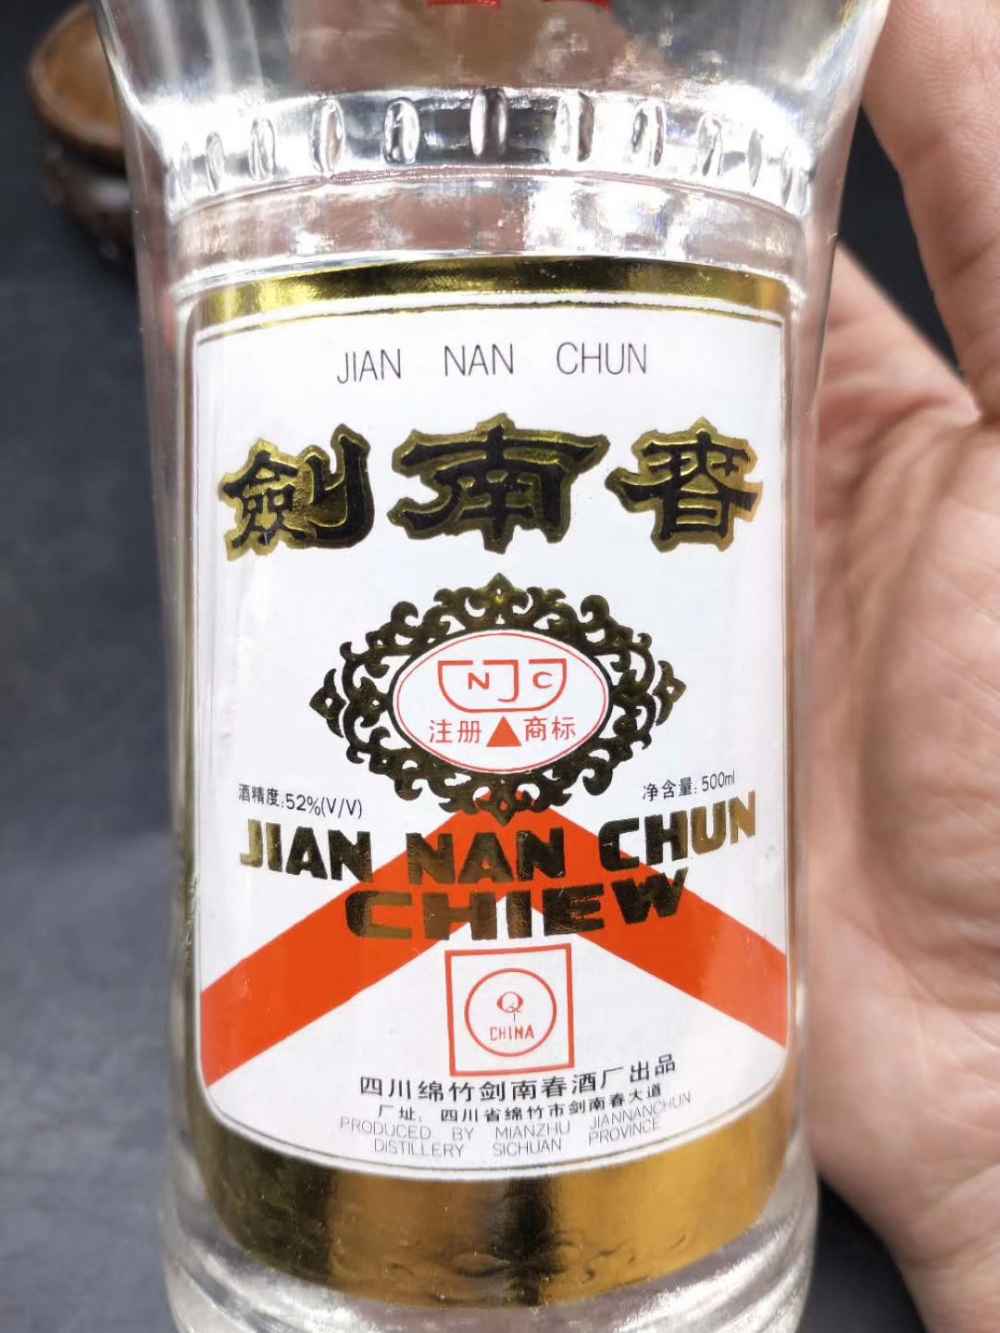 JIAN NAN CHUN
劍南春
NJC
注册 商标
酒精度:52%(V/V)
净含量:500ml
JIAN NAN CHUN
CHIEW
Q
CHINA
四川绵竹剑南春酒厂出品
厂址:四川省绵竹市剑南春大道
PRODUCED BY MIANZHU JIANNANCHUN
DISTILLERY SICHUAN PROVINCE